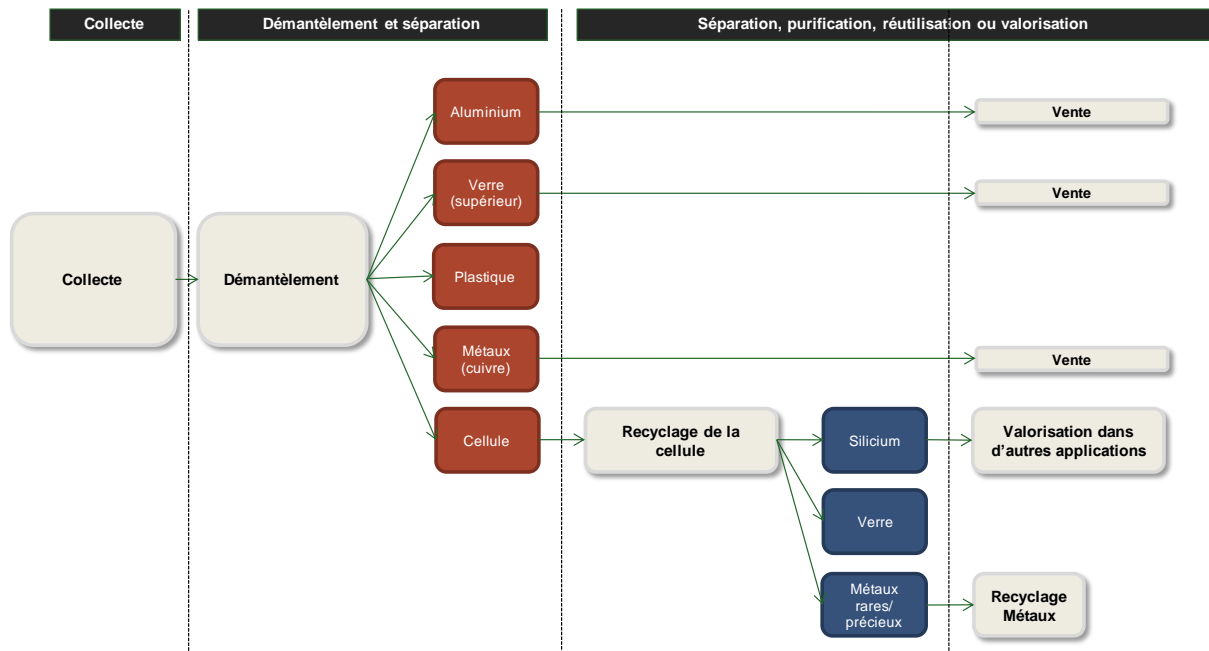 Collecte
Démantèlement et séparation
Séparation, purification, réutilisation ou valorisation
Aluminium
Vente
Verre
(supérieur)
Vente
Collecte
Démantèlement
Plastique
Métaux
(cuivre)
Vente
Cellule
Recyclage de la
cellule
Silicium
Valorisation dans
d’autres applications
Verre
Métaux
rares/
précieux
Recyclage
Métaux